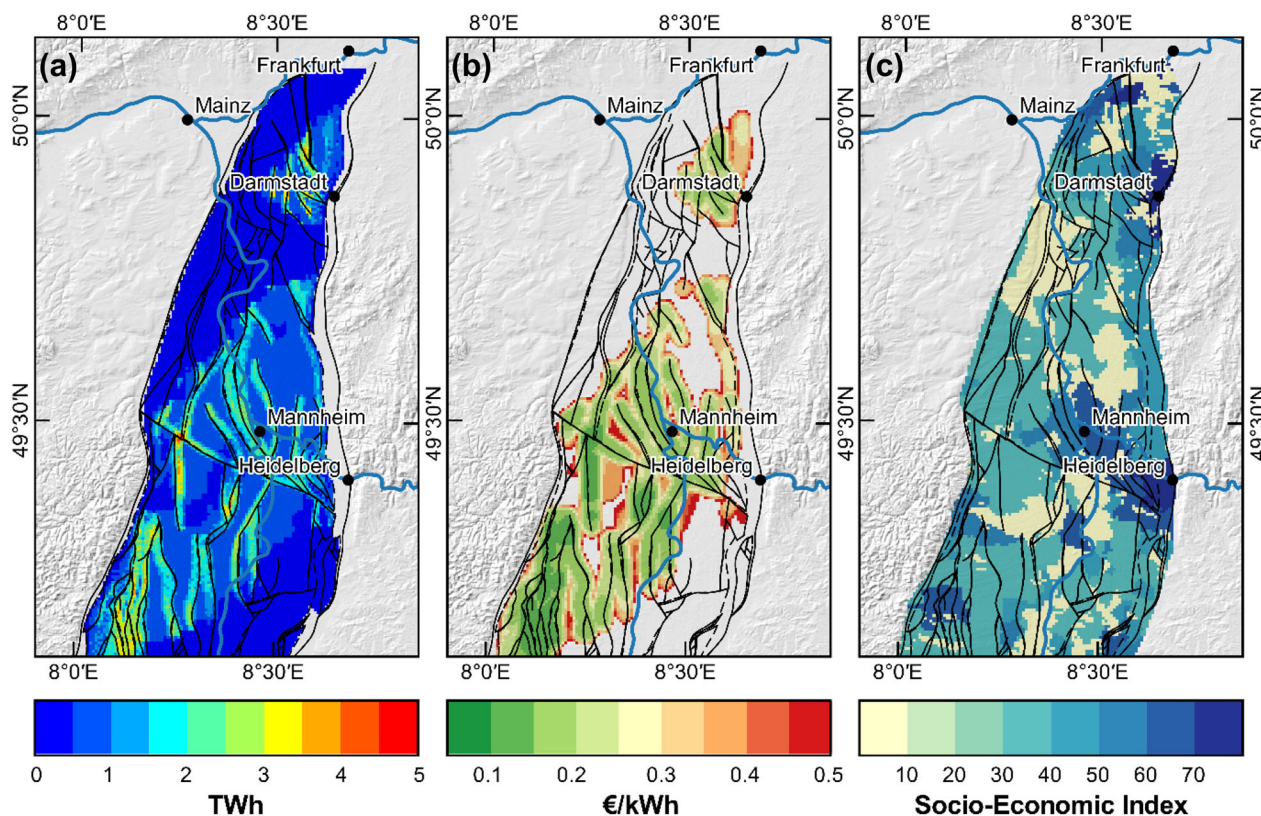 8°0'E 8°30'E 8°0'E 8°30'E 8°0'E 8°30'E
(a) (b) (c)
Frankfurt Frankfurt Frankfurt
Mainz Mainz Mainz
50°0'N 50°0'N 50°0'N 50°0'N
Darmstadt Darmstadt Darmstadt
49°30'N 49°30'N 49°30'N 49°30'N
Mannheim Mannheim Mannheim
Heidelberg Heidelberg Heidelberg
8°0'E 8°30'E 8°0'E 8°30'E 8°0'E 8°30'E
0 1 2 3 4 5 0.1 0.2 0.3 0.4 0.5 10 20 30 40 50 60 70
TWh €/kWh Socio-Economic Index